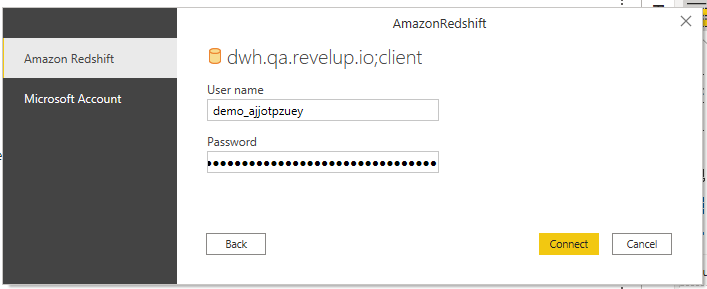 AmazonRedshift
Amazon Redshift
Microsoft Account
dwh.qa.revelup.io;client
User name
demo_ajjotpzuey
Password
••••••••••••••••••••••••••••••••••
Back
Connect
Cancel